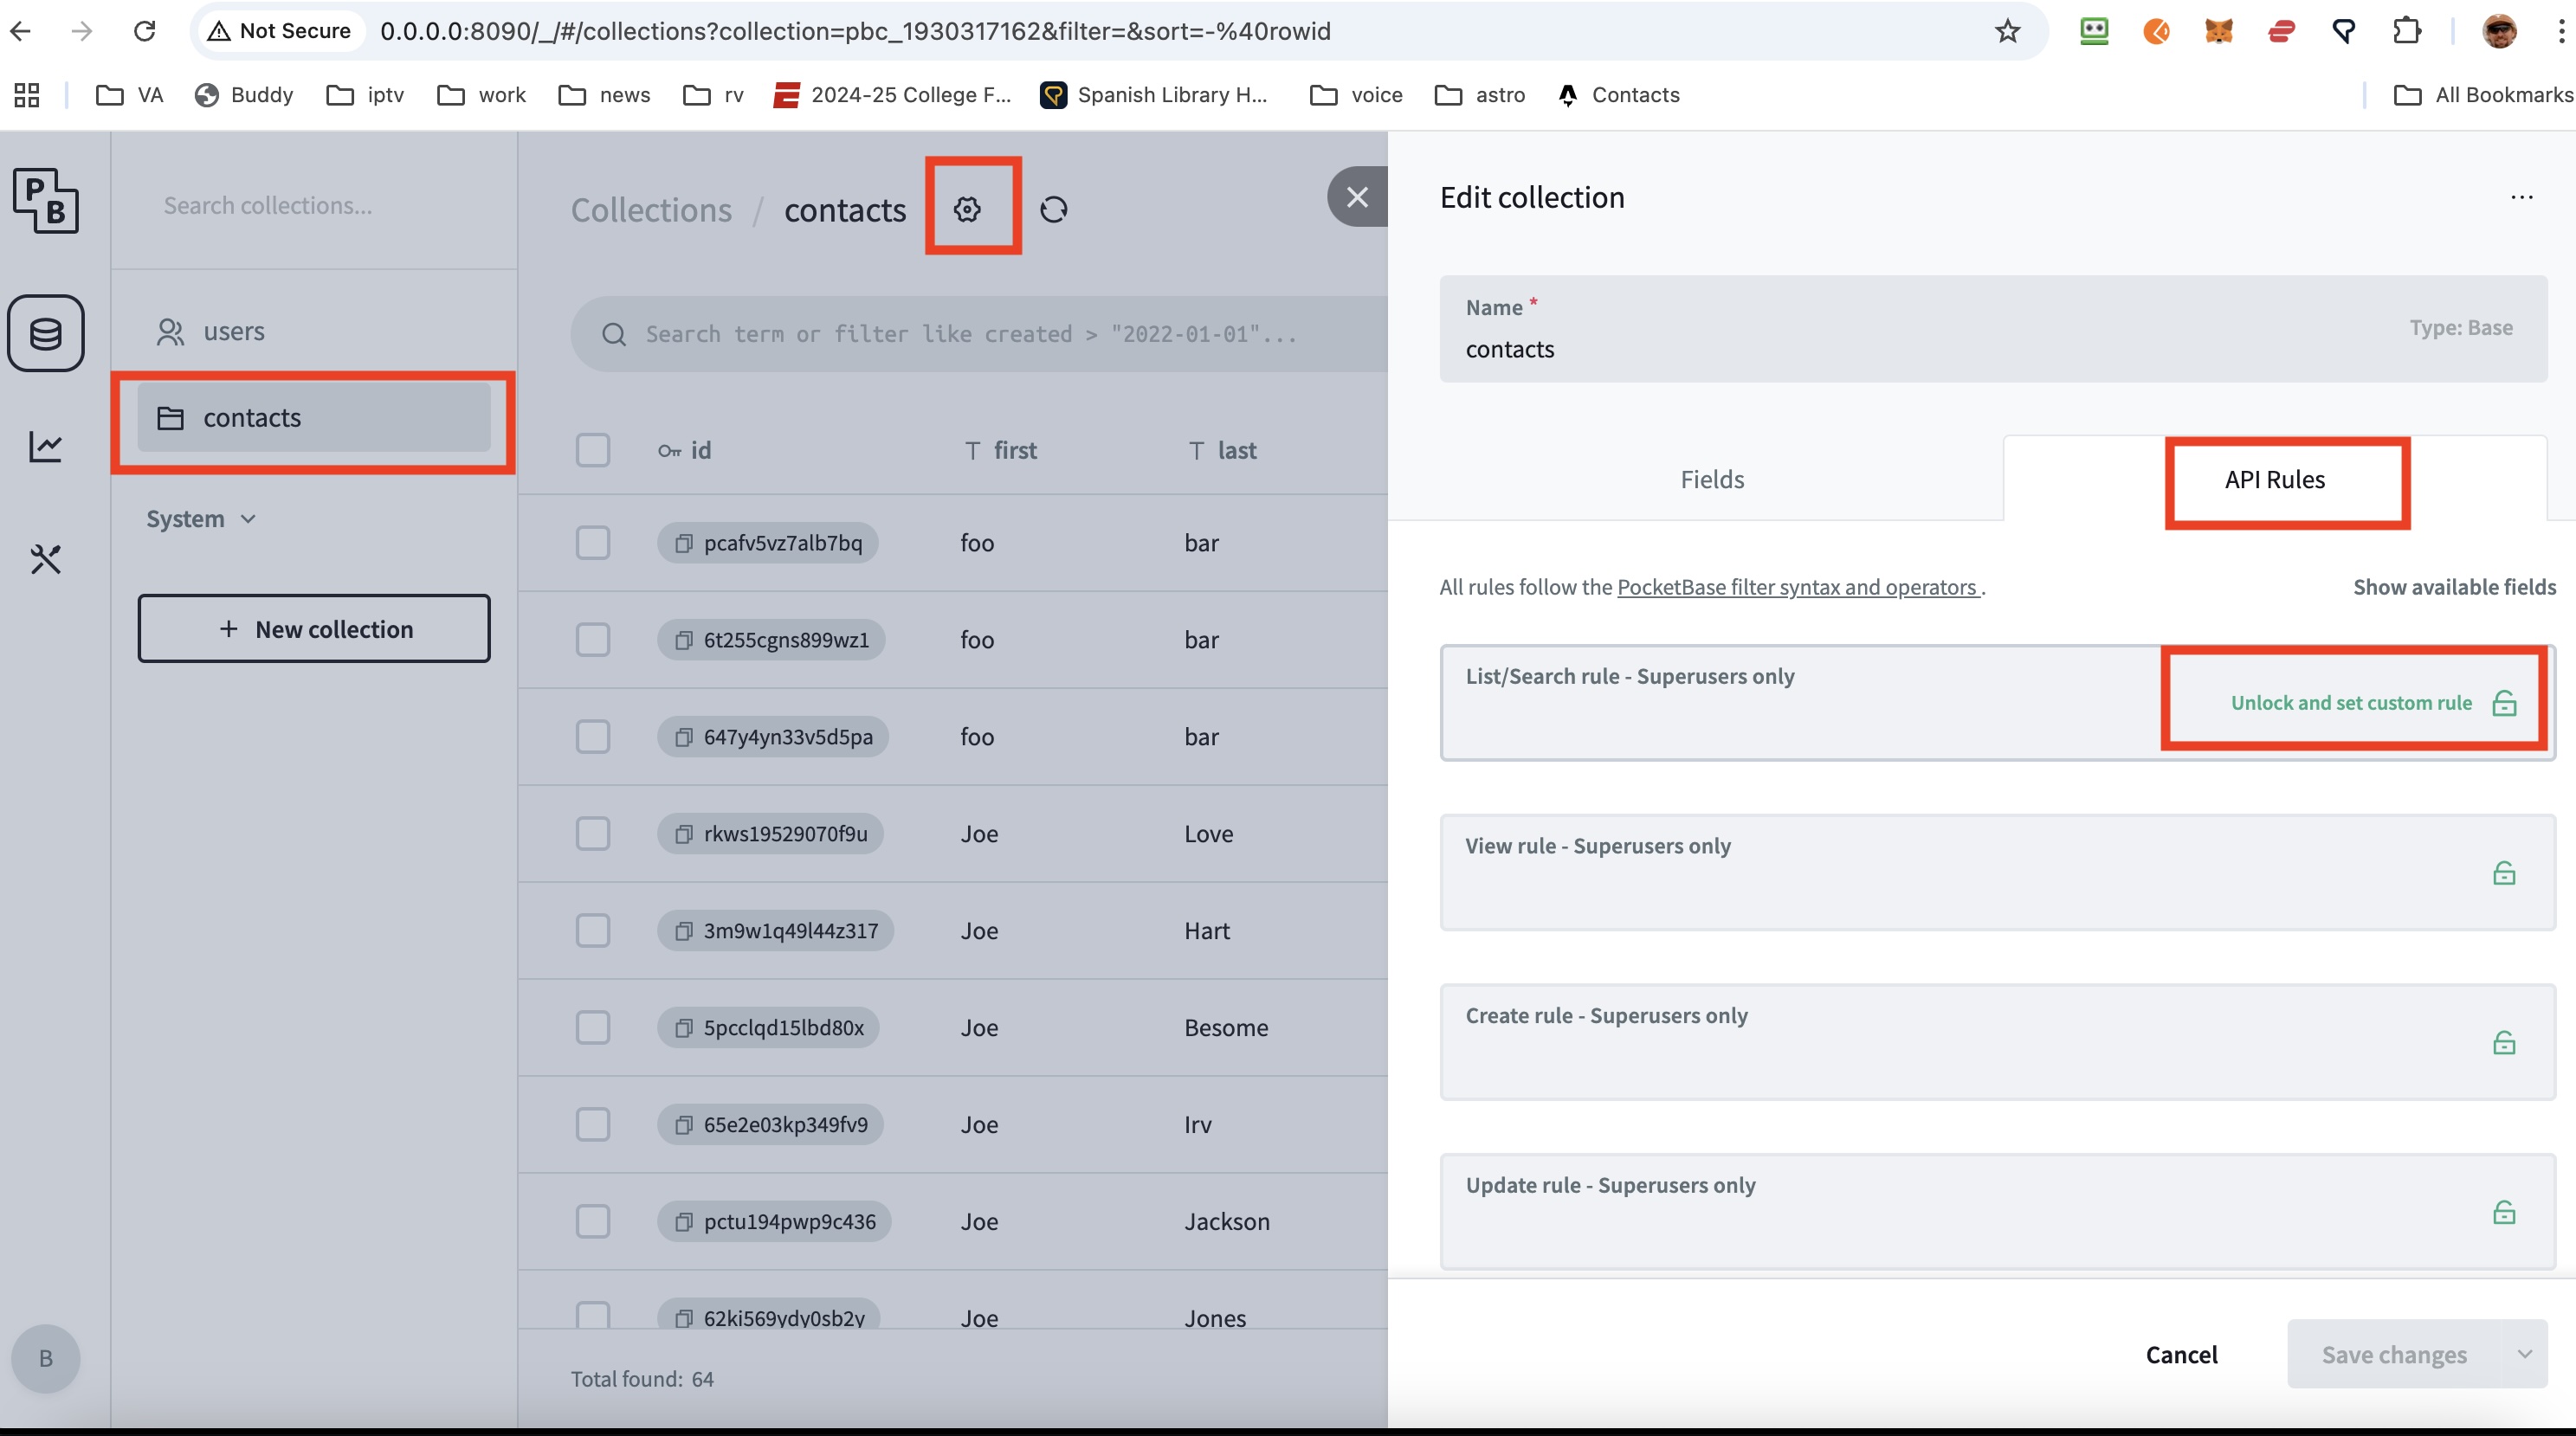 Not Secure 0.0.0.0:8090/_/#/collections?collection=pbc_1930317162&filter=&sort=-%40rowid
VA Buddy iptv work news rv 2024-25 College F... Spanish Library H... voice astro Contacts All Bookmarks
PB
Search collections...
users
contacts
System
+ New collection
B
Collections / contacts
Search term or filter like created > "2022-01-01"...
id first last
pcafv5vz7alb7bq foo bar
6t255cgns899wz1 foo bar
647y4yn33v5d5pa foo bar
rkws19529070f9u Joe Love
3m9w1q49l44z317 Joe Hart
5pcclqd15lbd80x Joe Besome
65e2e03kp349fv9 Joe Irv
pctu194pwp9c436 Joe Jackson
62ki569ydy0sb2y Joe Jones
Total found: 64
Edit collection
Name *
contacts
Type: Base
Fields API Rules
All rules follow the PocketBase filter syntax and operators . Show available fields
List/Search rule - Superusers only
Unlock and set custom rule
View rule - Superusers only
Create rule - Superusers only
Update rule - Superusers only
Cancel Save changes